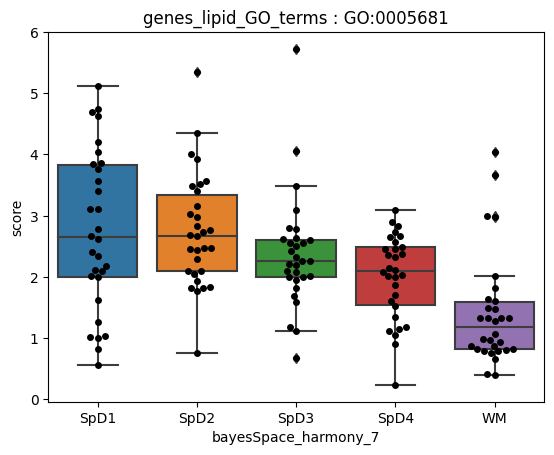 genes_lipid_GO_terms : GO:0005681
6
5
4
3
2
1
0
score
SpD1 SpD2 SpD3 SpD4 WM
bayesSpace_harmony_7